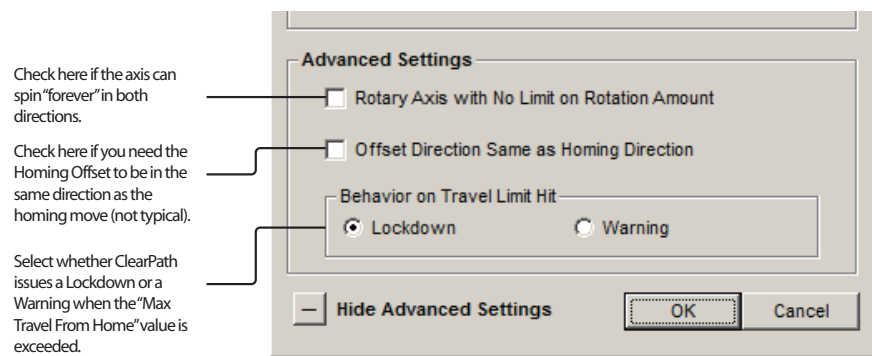 Advanced Settings
Check here if the axis can
spin "forever" in both
directions.
Rotary Axis with No Limit on Rotation Amount
Check here if you need the
Homing Offset to be in the
same direction as the
homing move (not typical).
Offset Direction Same as Homing Direction
Behavior on Travel Limit Hit
Lockdown
Warning
Select whether ClearPath
issues a Lockdown or a
Warning when the "Max
Travel From Home" value is
exceeded.
Hide Advanced Settings
OK
Cancel